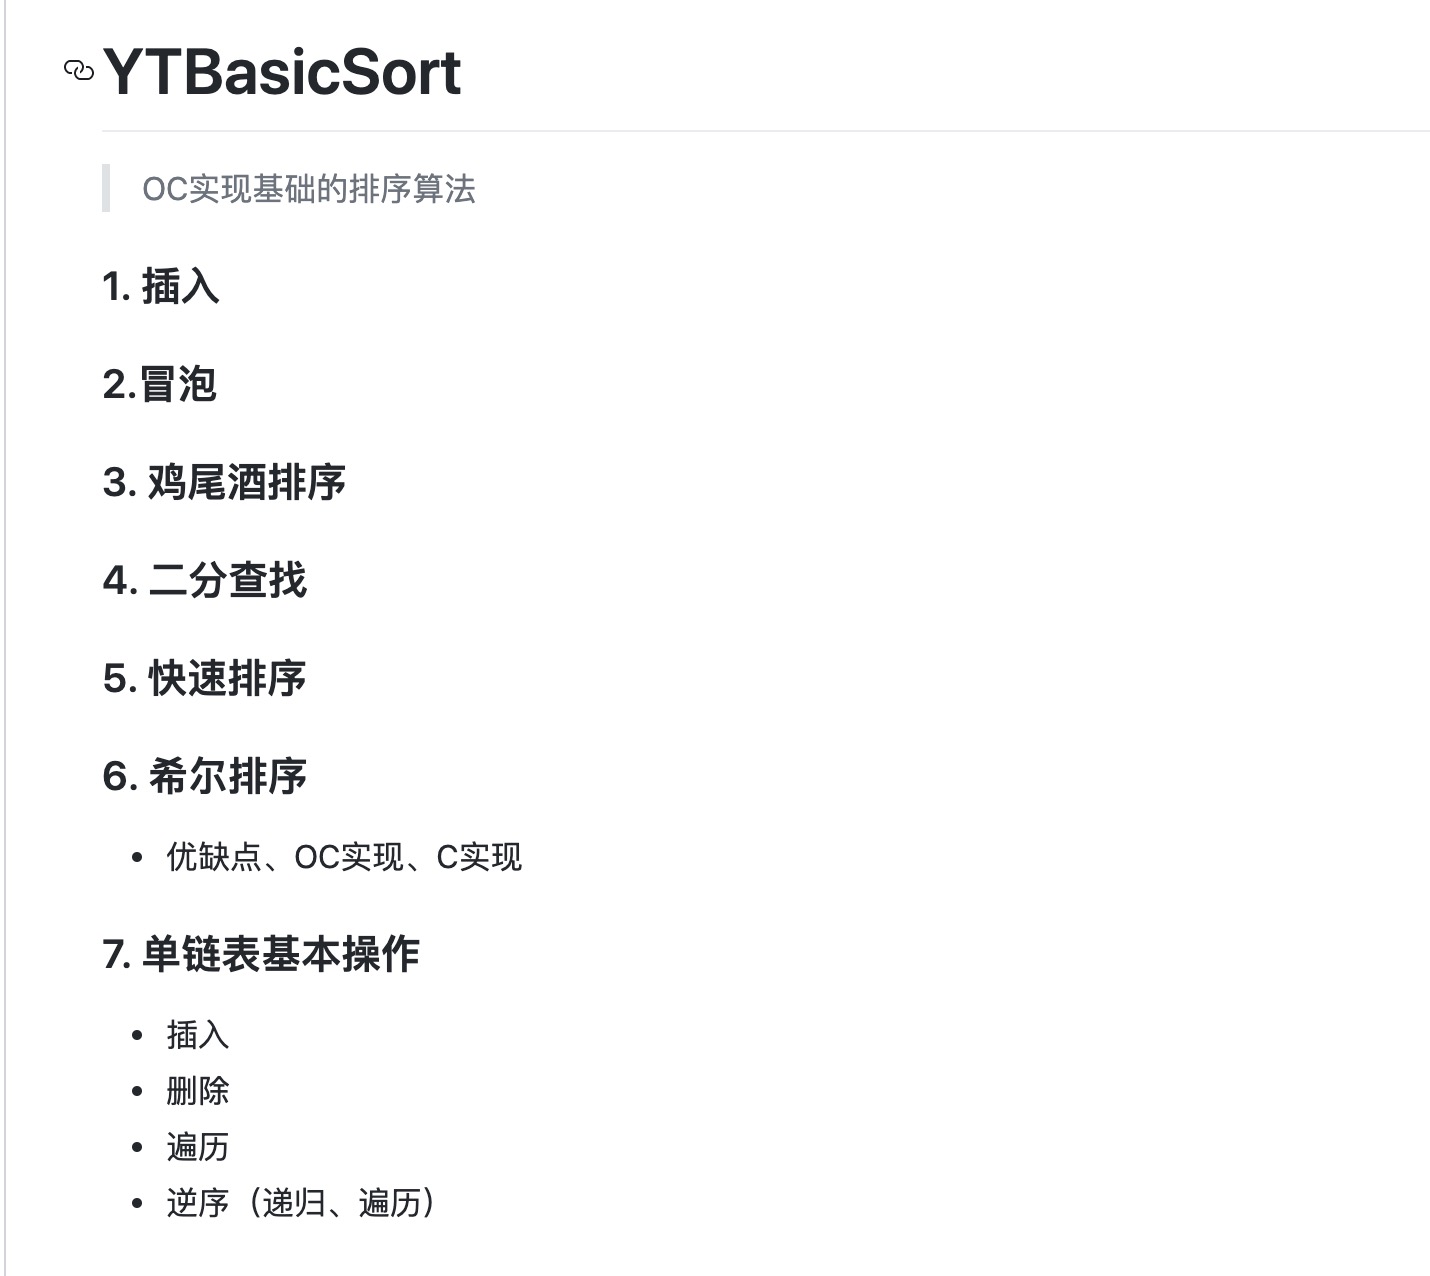 YTBasicSort
OC实现基础的排序算法
1. 插入
2.冒泡
3. 鸡尾酒排序
4. 二分查找
5. 快速排序
6. 希尔排序
• 优缺点、OC实现、C实现
7. 单链表基本操作
• 插入
• 删除
• 遍历
• 逆序（递归、遍历）